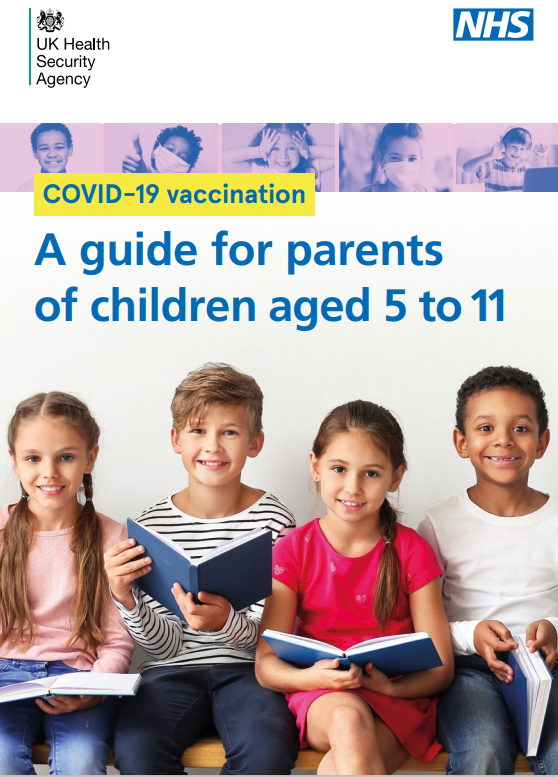 UK Health
Security
Agency
NHS
COVID-19 vaccination
A guide for parents
of children aged 5 to 11